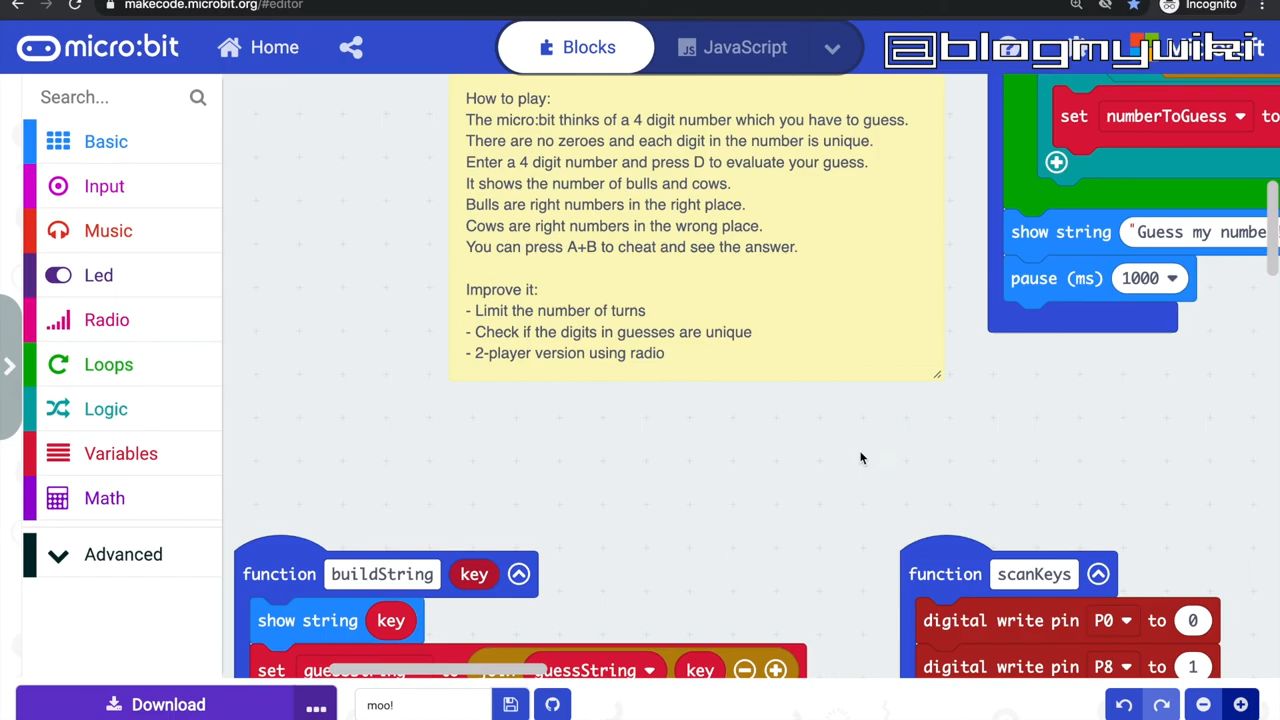 makecode.microbit.org/#editor
Incognito
micro:bit
Home
Blocks
JS JavaScript
@blogmywiki
Search...
Basic
Input
Music
Led
Radio
Loops
Logic
Variables
Math
Advanced
How to play:
The micro:bit thinks of a 4 digit number which you have to guess.
There are no zeroes and each digit in the number is unique.
Enter a 4 digit number and press D to evaluate your guess.
It shows the number of bulls and cows.
Bulls are right numbers in the right place.
Cows are right numbers in the wrong place.
You can press A+B to cheat and see the answer.
Improve it:
- Limit the number of turns
- Check if the digits in guesses are unique
- 2-player version using radio
set numberToGuess to
show string "Guess my numbe
pause (ms) 1000
function buildString key
show string key
set guessString key
function scanKeys
digital write pin P0 to 0
digital write pin P8 to 1
Download ...
moo!